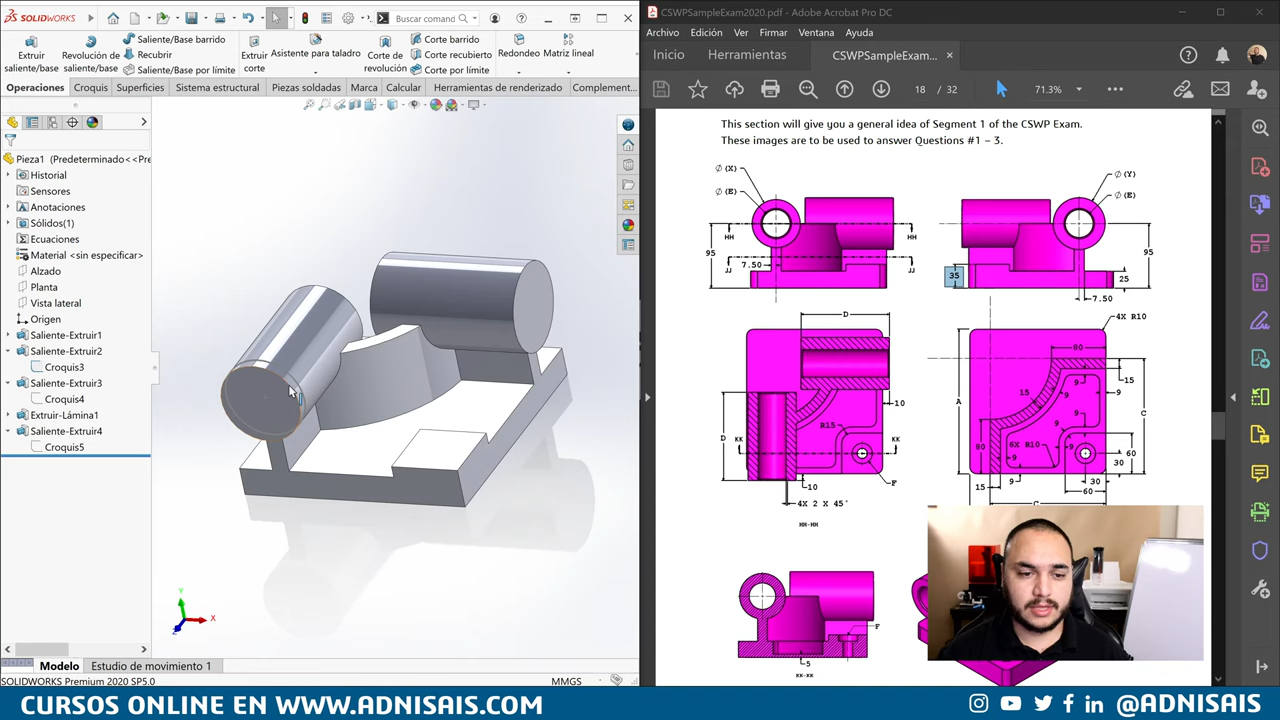 SOLIDWORKS
Buscar comando
CSWPSampleExam2020.pdf - Adobe Acrobat Pro DC
Archivo Edición Ver Firmar Ventana Ayuda
Inicio Herramientas CSWPSampleExam... ×
18 / 32 71.3%
Extruir saliente/base
Revolución de saliente/base
Saliente/Base barrido
Recubrir
Saliente/Base por límite
Extruir corte
Asistente para taladro
Corte de revolución
Corte barrido
Corte recubierto
Corte por límite
Redondeo
Matriz lineal
Operaciones Croquis Superficies Sistema estructural Piezas soldadas Marca Calcular Herramientas de renderizado Complement...
Pieza1 (Predeterminado<<Pre
Historial
Sensores
Anotaciones
Sólidos(1)
Ecuaciones
Material <sin especificar>
Alzado
Planta
Vista lateral
Origen
Saliente-Extruir1
Saliente-Extruir2
Croquis3
Saliente-Extruir3
Croquis4
Extruir-Lámina1
Saliente-Extruir4
Croquis5
Y
X
Z
Modelo Estudio de movimiento 1
SOLIDWORKS Premium 2020 SP5.0 MMGS
This section will give you a general idea of Segment 1 of the CSWP Exam.
These images are to be used to answer Questions #1 – 3.
∅ (X)
∅ (E)
HH HH
95
7.50
JJ JJ
∅ (Y)
∅ (E)
95
35
25
7.50
D
10
R15
D
KK KK
10
F
4X 2 X 45°
HH-HH
4X R10
80
9
15
9
15
9
A
C
9
9
80
6X R10
60
30
9
30
15
9
60
C
F
5
KK-KK
CURSOS ONLINE EN WWW.ADNISAIS.COM
@ADNISAIS